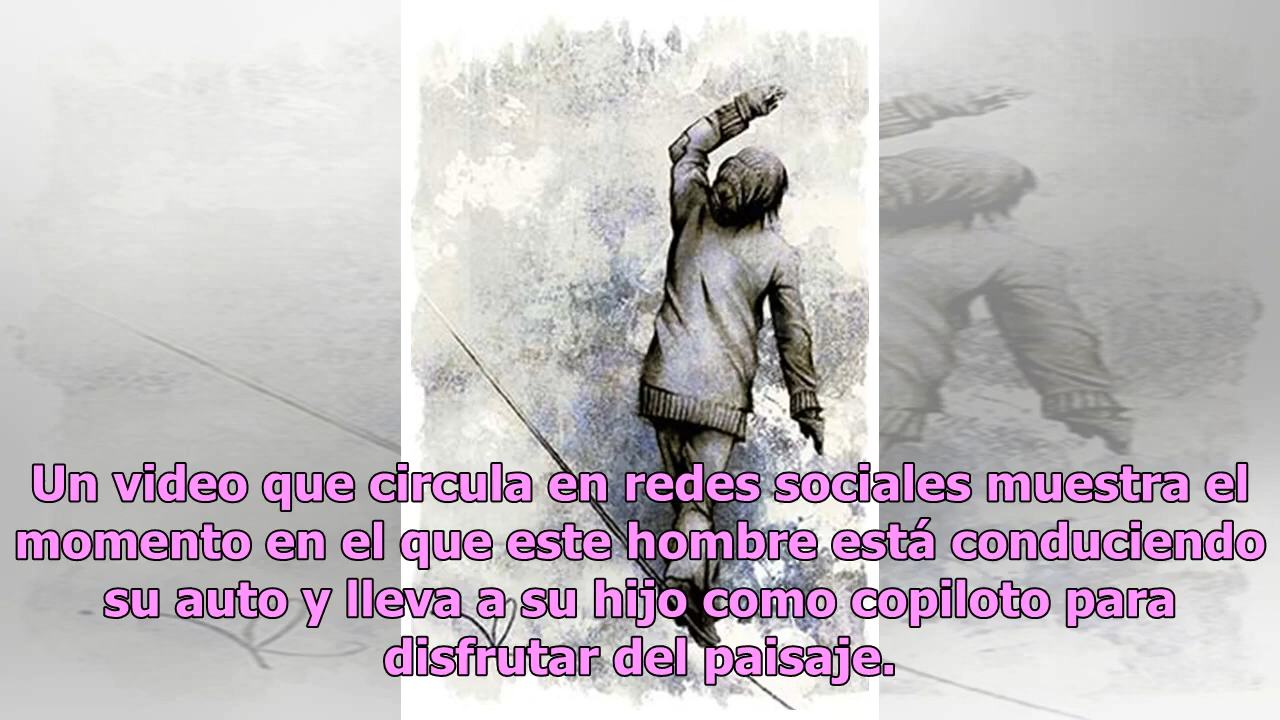 Un video que circula en redes sociales muestra el
momento en el que este hombre está conduciendo
su auto y lleva a su hijo como copiloto para
disfrutar del paisaje.